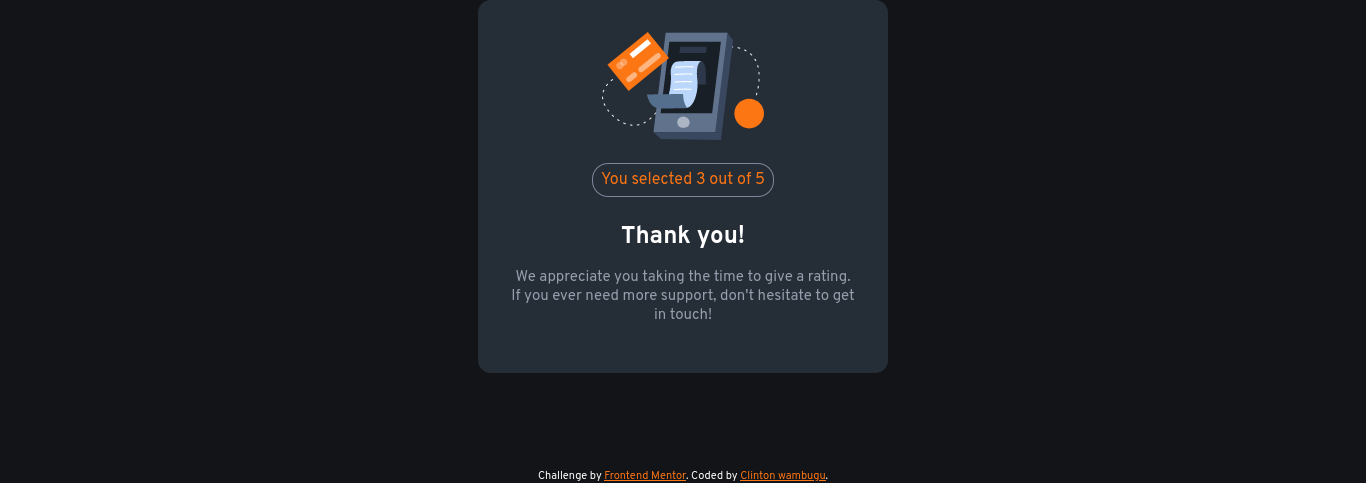 You selected 3 out of 5
Thank you!
We appreciate you taking the time to give a rating.
If you ever need more support, don't hesitate to get
in touch!
Challenge by Frontend Mentor. Coded by Clinton wambugu.